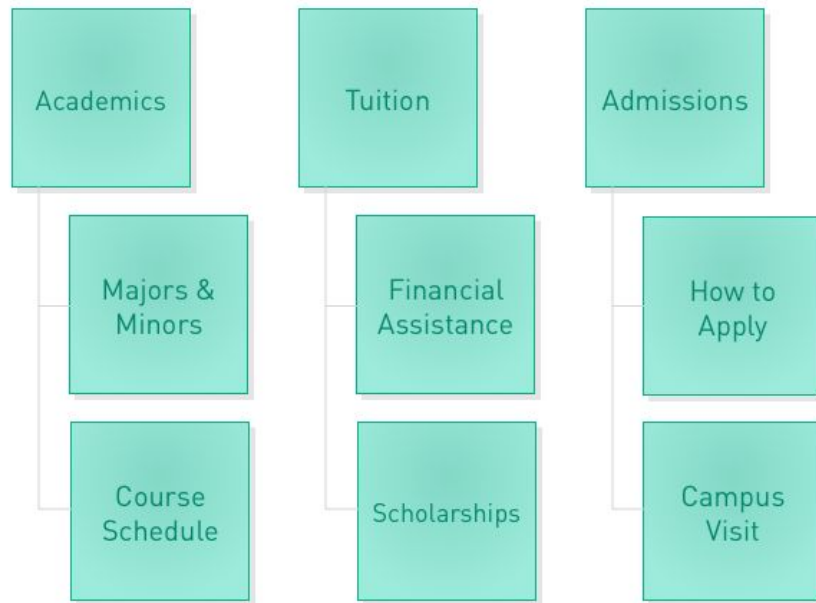 Academics
Tuition
Admissions
Majors &
Minors
Financial
Assistance
How to
Apply
Course
Schedule
Scholarships
Campus
Visit